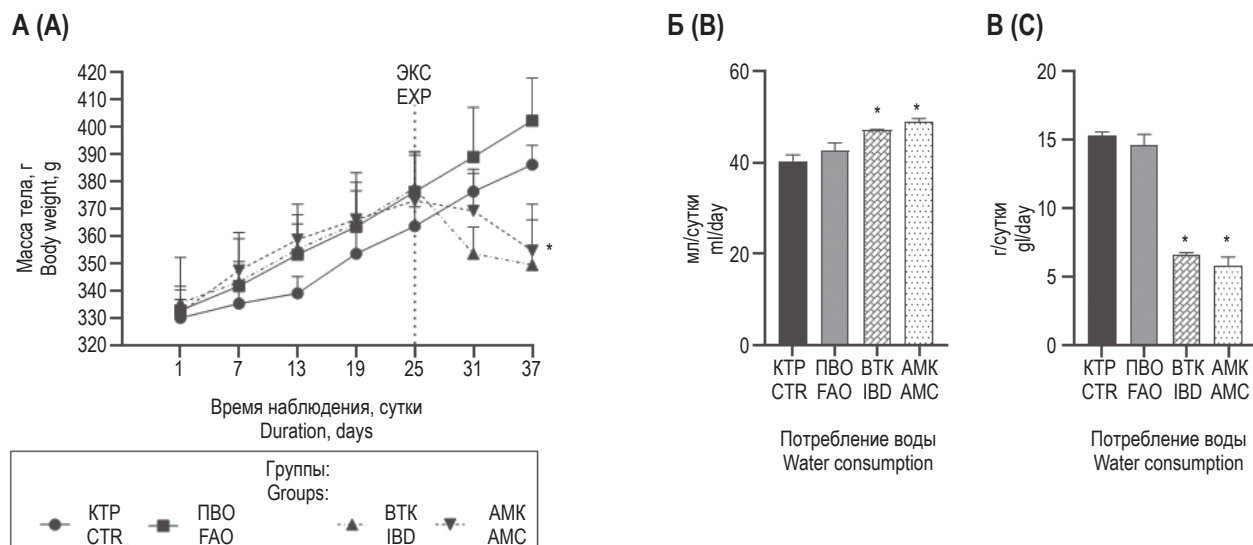 А (A)
Масса тела, г
Body weight, g
420
410
400
390
380
370
360
350
340
330
320
ЭКС
EXP
*
1 7 13 19 25 31 37
Время наблюдения, сутки
Duration, days
Группы:
Groups:
КТР ПВО ВТК АМК
CTR FAO IBD AMC
Б (B)
мл/сутки
ml/day
60
40
20
0
* *
КТР ПВО ВТК АМК
CTR FAO IBD AMC
Потребление воды
Water consumption
В (C)
г/сутки
gl/day
20
15
10
5
0
* *
КТР ПВО ВТК АМК
CTR FAO IBD AMC
Потребление воды
Water consumption